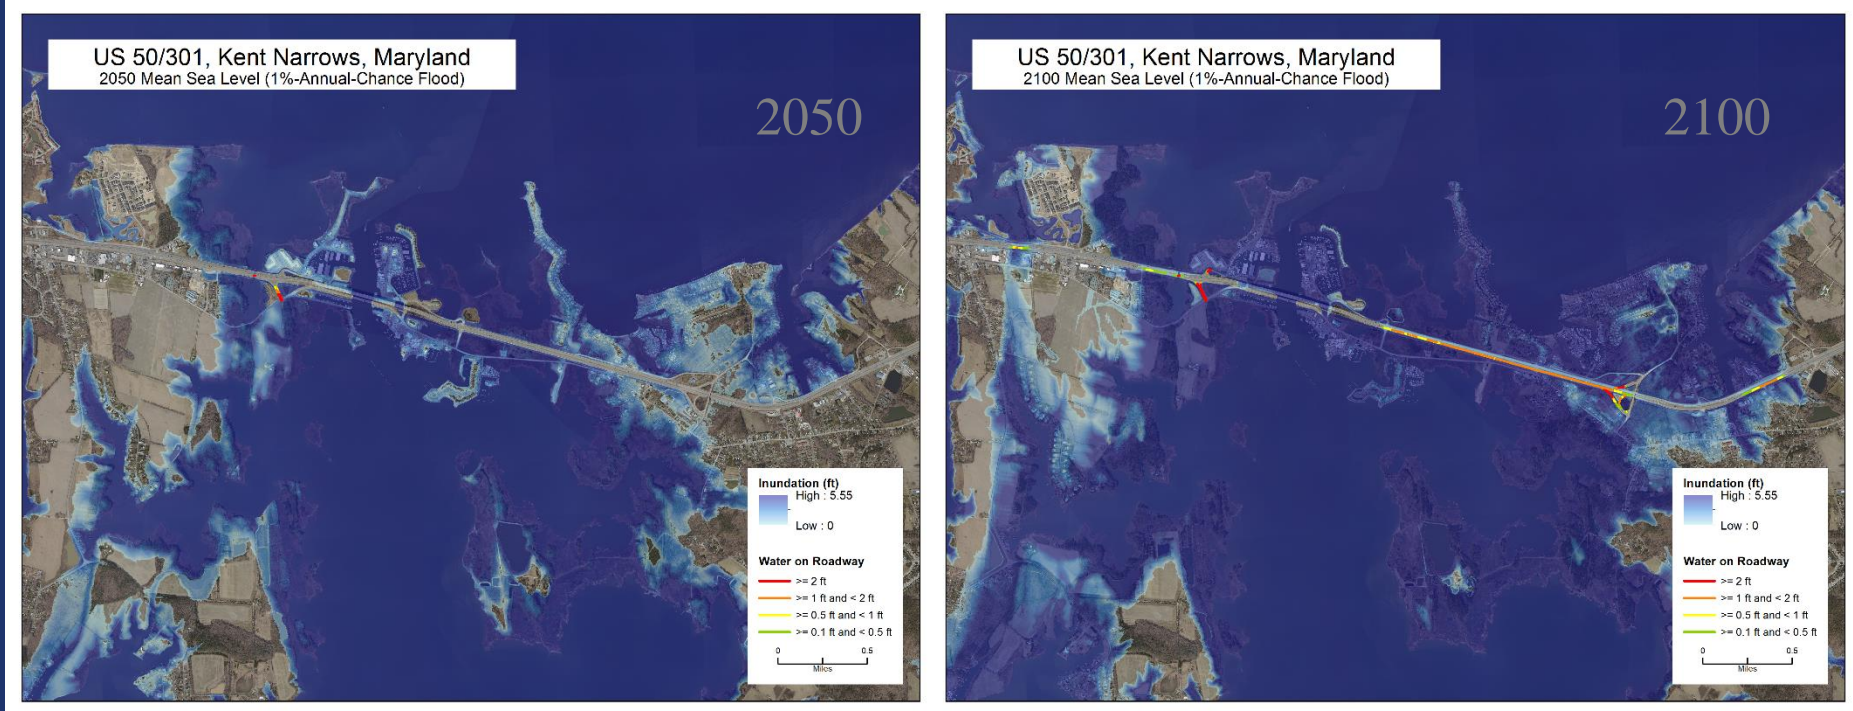 US 50/301, Kent Narrows, Maryland
2050 Mean Sea Level (1%-Annual-Chance Flood)
2050
Inundation (ft)
High : 5.55
Low : 0
Water on Roadway
>= 2 ft
>= 1 ft and < 2 ft
>= 0.5 ft and < 1 ft
>= 0.1 ft and < 0.5 ft
0 0.5
Miles
US 50/301, Kent Narrows, Maryland
2100 Mean Sea Level (1%-Annual-Chance Flood)
2100
Inundation (ft)
High : 5.55
Low : 0
Water on Roadway
>= 2 ft
>= 1 ft and < 2 ft
>= 0.5 ft and < 1 ft
>= 0.1 ft and < 0.5 ft
0 0.5
Miles